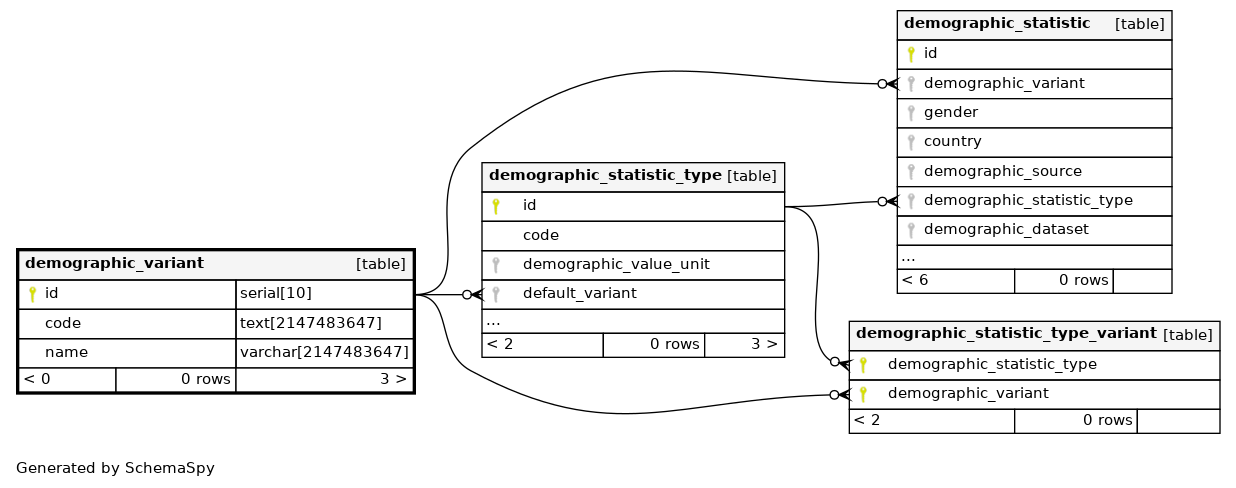 demographic_statistic [table]
id
demographic_variant
gender
country
demographic_source
demographic_statistic_type
demographic_dataset
...
< 6 0 rows
demographic_statistic_type [table]
id
code
demographic_value_unit
default_variant
...
< 2 0 rows 3 >
demographic_variant [table]
id serial[10]
code text[2147483647]
name varchar[2147483647]
< 0 0 rows 3 >
demographic_statistic_type_variant [table]
demographic_statistic_type
demographic_variant
< 2 0 rows
Generated by SchemaSpy